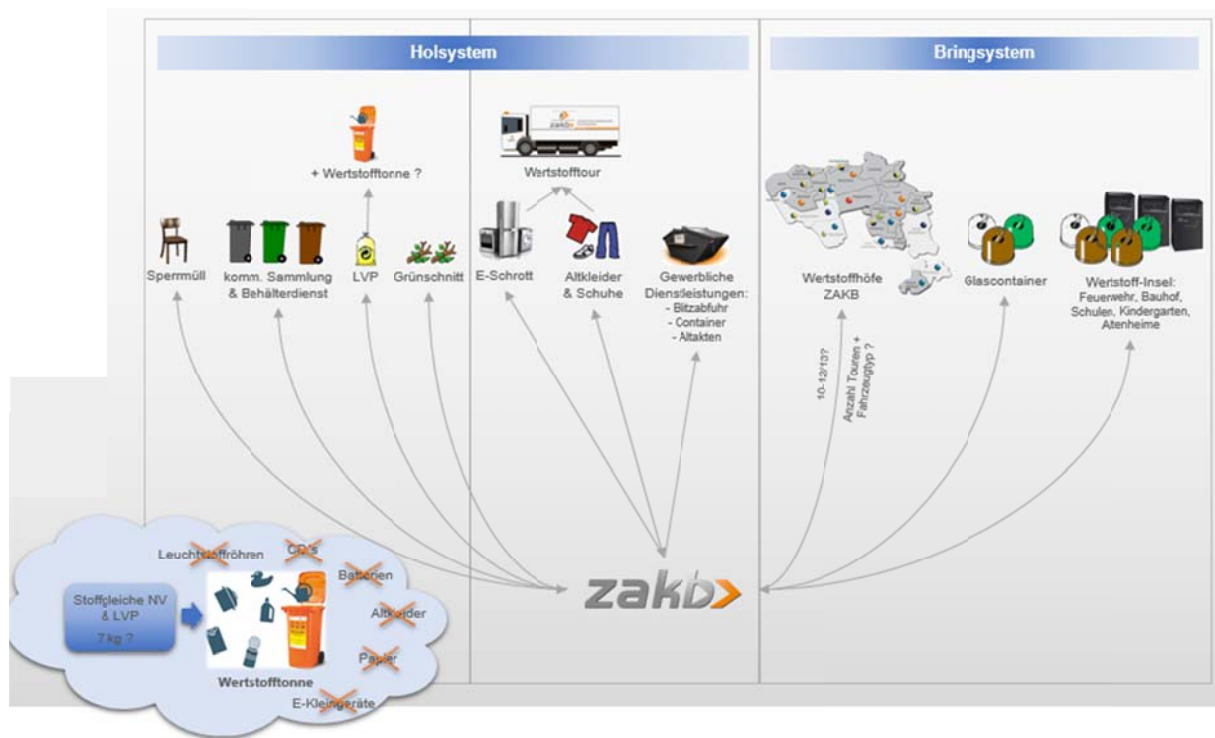 Holsystem
Bringsystem
zakb
+ Wertstofftonne ?
Wertstofftour
Sperrmüll
komm. Sammlung
& Behälterdienst
LVP
Grünschnitt
E-Schrott
Altkleider
& Schuhe
Gewerbliche
Dienstleistungen:
- Blitzabfuhr
- Container
- Altakten
Wertstoffhöfe
ZAKB
Glascontainer
Wertstoff-Insel:
Feuerwehr, Bauhof,
Schulen, Kindergarten,
Atenheime
10-12/13?
Anzahl Touren +
Fahrzeugtyp ?
zakb
Leuchtstoffröhren
CD's
Batterien
Stoffgleiche NV
& LVP
7 kg ?
Altkleider
Papier
Wertstofftonne
E-Kleingeräte